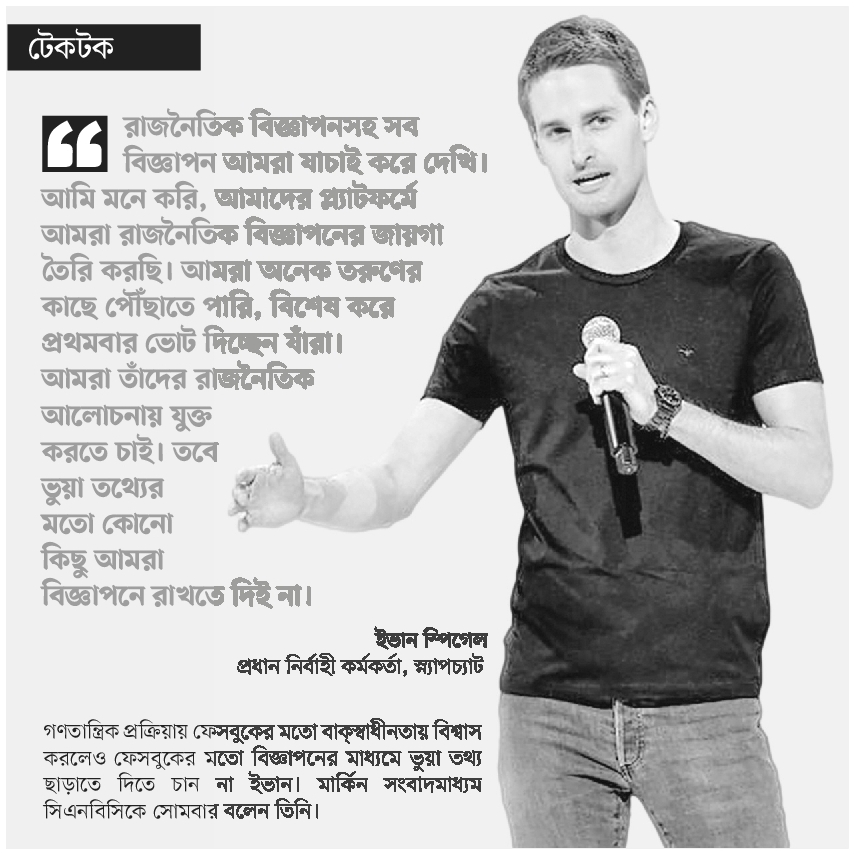 টেকটক
রাজনৈতিক বিজ্ঞাপনসহ সব
বিজ্ঞাপন আমরা যাচাই করে দেখি।
আমি মনে করি, আমাদের প্ল্যাটফর্মে
আমরা রাজনৈতিক বিজ্ঞাপনের জায়গা
তৈরি করছি। আমরা অনেক তরুণের
কাছে পৌঁছাতে পারি, বিশেষ করে
প্রথমবার ভোট দিচ্ছেন যাঁরা।
আমরা তাঁদের রাজনৈতিক
আলোচনায় যুক্ত
করতে চাই। তবে
ভুয়া তথ্যের
মতো কোনো
কিছু আমরা
বিজ্ঞাপনে রাখতে দিই না।
ইভান স্পিগেল
প্রধান নির্বাহী কর্মকর্তা, স্ন্যাপচ্যাট
গণতান্ত্রিক প্রক্রিয়ায় ফেসবুকের মতো বাক্‌স্বাধীনতায় বিশ্বাস
করলেও ফেসবুকের মতো বিজ্ঞাপনের মাধ্যমে ভুয়া তথ্য
ছাড়াতে দিতে চান না ইভান। মার্কিন সংবাদমাধ্যম
সিএনবিসিকে সোমবার বলেন তিনি।